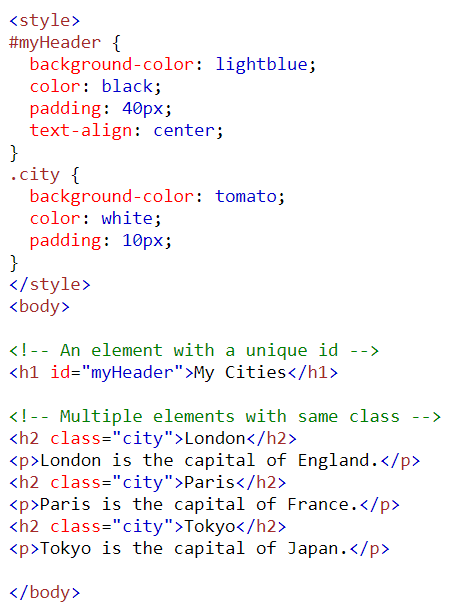 <style>
#myHeader {
  background-color: lightblue;
  color: black;
  padding: 40px;
  text-align: center;
}
.city {
  background-color: tomato;
  color: white;
  padding: 10px;
}
</style>
<body>

<!-- An element with a unique id -->
<h1 id="myHeader">My Cities</h1>

<!-- Multiple elements with same class -->
<h2 class="city">London</h2>
<p>London is the capital of England.</p>
<h2 class="city">Paris</h2>
<p>Paris is the capital of France.</p>
<h2 class="city">Tokyo</h2>
<p>Tokyo is the capital of Japan.</p>

</body>